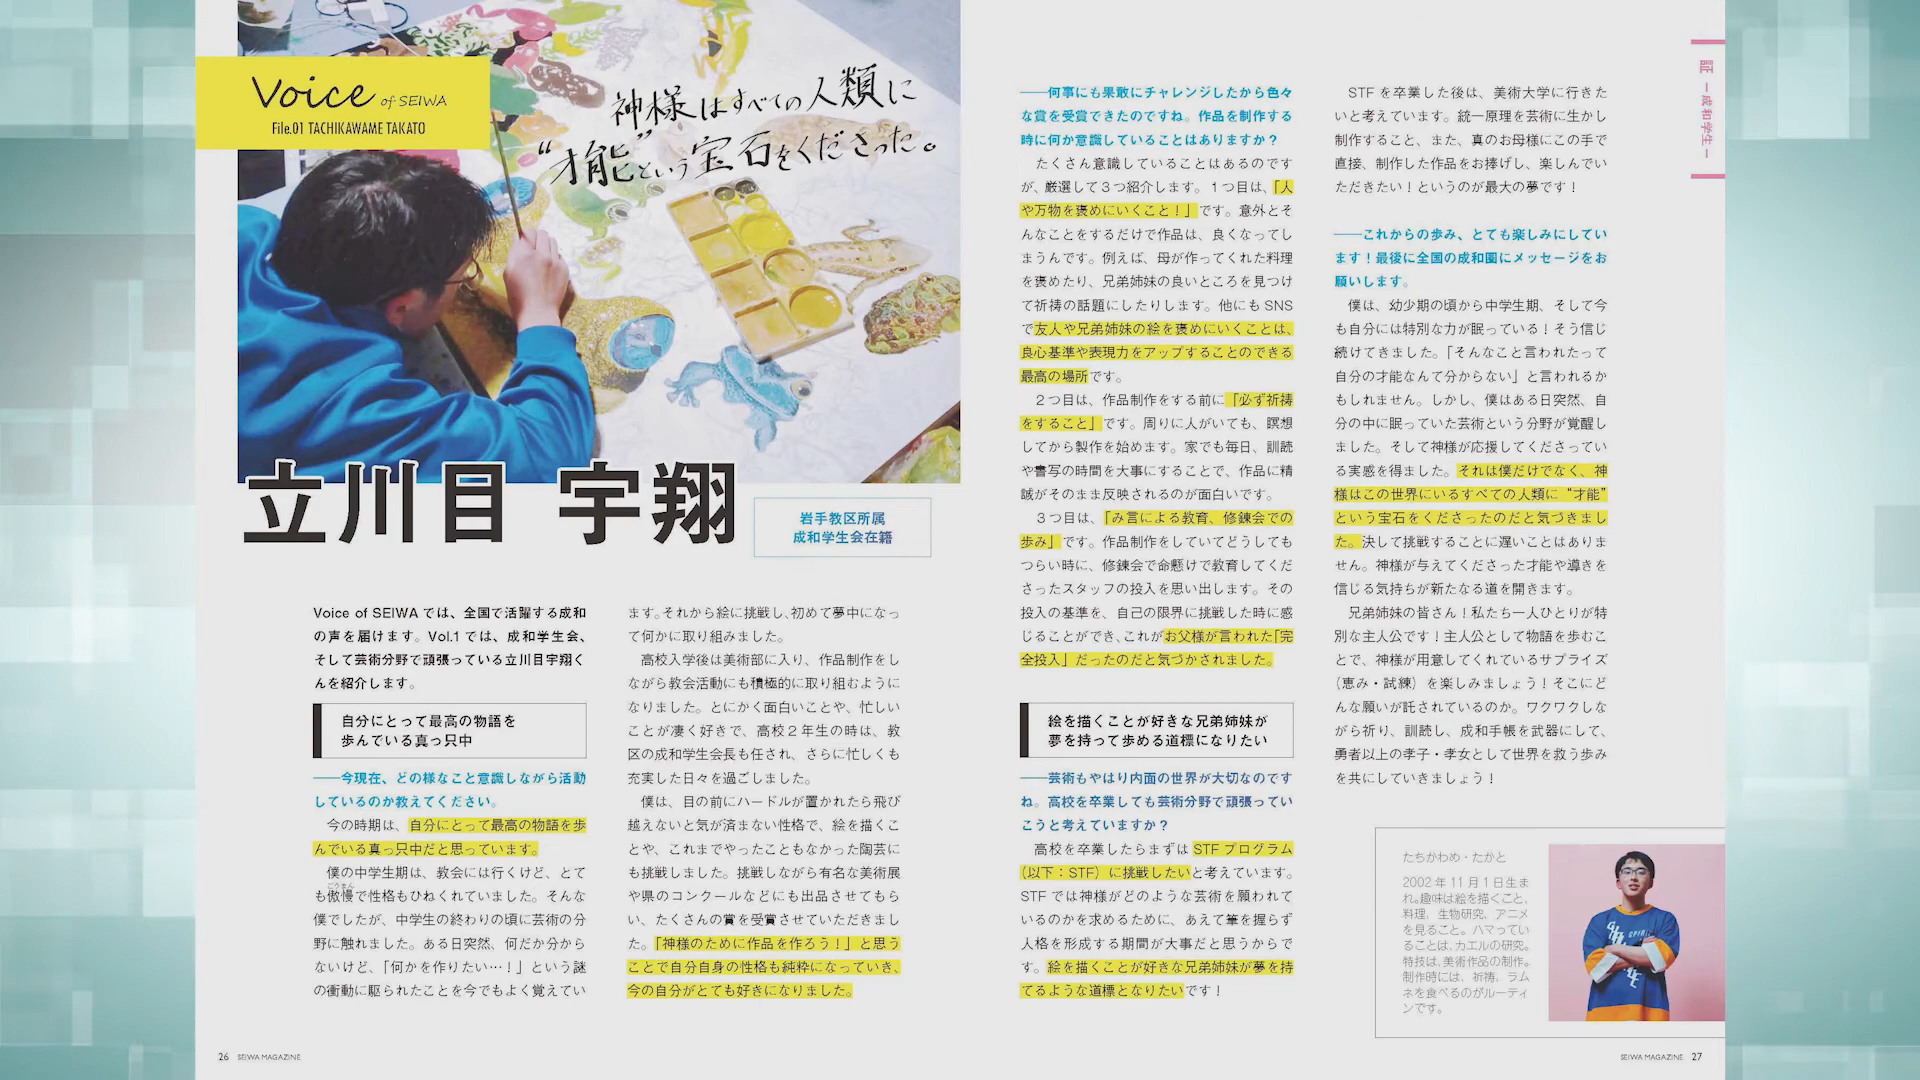 Voice of SEIWA
File.01 TACHIKAWAME TAKATO
神様はすべての人類に
“才能”という宝石をくださった。
立川目 宇翔
岩手教区所属
成和学生会在籍
Voice of SEIWA では、全国で活躍する成和
の声を届けます。Vol.1 では、成和学生会、
そして芸術分野で頑張っている立川目宇翔く
んを紹介します。
自分にとって最高の物語を
歩んでいる真っ只中
──今現在、どの様なこと意識しながら活動
しているのか教えてください。
今の時期は、自分にとって最高の物語を歩
んでいる真っ只中だと思っています。
僕の中学生期は、教会には行くけど、とて
ごうまん
も傲慢で性格もひねくれていました。そんな
僕でしたが、中学生の終わりの頃に芸術の分
野に触れました。ある日突然、何だか分から
ないけど、「何かを作りたい…！」という謎
の衝動に駆られたことを今でもよく覚えてい
ます。それから絵に挑戦し、初めて夢中になっ
て何かに取り組みました。
高校入学後は美術部に入り、作品制作をし
ながら教会活動にも積極的に取り組むように
なりました。とにかく面白いことや、忙しい
ことが凄く好きで、高校２年生の時は、教
区の成和学生会長も任され、さらに忙しくも
充実した日々を過ごしました。
僕は、目の前にハードルが置かれたら飛び
越えないと気が済まない性格で、絵を描くこ
とや、これまでやったこともなかった陶芸に
も挑戦しました。挑戦しながら有名な美術展
や県のコンクールなどにも出品させてもら
い、たくさんの賞を受賞させていただきまし
た。「神様のために作品を作ろう！」と思う
ことで自分自身の性格も純粋になっていき、
今の自分がとても好きになりました。
26 SEIWA MAGAZINE
──何事にも果敢にチャレンジしたから色々
な賞を受賞できたのですね。作品を制作する
時に何か意識していることはありますか？
たくさん意識していることはあるのです
が、厳選して３つ紹介します。１つ目は、「人
や万物を褒めにいくこと！」です。意外とそ
んなことをするだけで作品は、良くなってし
まうんです。例えば、母が作ってくれた料理
を褒めたり、兄弟姉妹の良いところを見つけ
て祈祷の話題にしたりします。他にも SNS
で友人や兄弟姉妹の絵を褒めにいくことは、
良心基準や表現力をアップすることのできる
最高の場所です。
２つ目は、作品制作をする前に「必ず祈祷
をすること」です。周りに人がいても、瞑想
してから製作を始めます。家でも毎日、訓読
や書写の時間を大事にすることで、作品に精
誠がそのまま反映されるのが面白いです。
３つ目は、「み言による教育、修錬会での
歩み」です。作品制作をしていてどうしても
つらい時に、修錬会で命懸けで教育してくだ
さったスタッフの投入を思い出します。その
投入の基準を、自己の限界に挑戦した時に感
じることができ、これがお父様が言われた「完
全投入」だったのだと気づかされました。
絵を描くことが好きな兄弟姉妹が
夢を持って歩める道標になりたい
──芸術もやはり内面の世界が大切なのです
ね。高校を卒業しても芸術分野で頑張ってい
こうと考えていますか？
高校を卒業したらまずは STF プログラム
（以下：STF）に挑戦したいと考えています。
STF では神様がどのような芸術を願われて
いるのかを求めるために、あえて筆を握らず
人格を形成する期間が大事だと思うからで
す。絵を描くことが好きな兄弟姉妹が夢を持
てるような道標となりたいです！
STF を卒業した後は、美術大学に行きた
いと考えています。統一原理を芸術に生かし
制作すること、また、真のお母様にこの手で
直接、制作した作品をお捧げし、楽しんでい
ただきたい！というのが最大の夢です！
──これからの歩み、とても楽しみにしてい
ます！最後に全国の成和圏にメッセージをお
願いします。
僕は、幼少期の頃から中学生期、そして今
も自分には特別な力が眠っている！そう信じ
続けてきました。「そんなこと言われたって
自分の才能なんて分からない」と言われるか
もしれません。しかし、僕はある日突然、自
分の中に眠っていた芸術という分野が覚醒し
ました。そして神様が応援してくださってい
る実感を得ました。それは僕だけでなく、神
様はこの世界にいるすべての人類に“才能”
という宝石をくださったのだと気づきまし
た。決して挑戦することに遅いことはありま
せん。神様が与えてくださった才能や導きを
信じる気持ちが新たなる道を開きます。
兄弟姉妹の皆さん！私たち一人ひとりが特
別な主人公です！主人公として物語を歩むこ
とで、神様が用意してくれているサプライズ
（恵み・試練）を楽しみましょう！そこにど
んな願いが託されているのか。ワクワクしな
がら祈り、訓読し、成和手帳を武器にして、
勇者以上の孝子・孝女として世界を救う歩み
を共にしていきましょう！
証 ー成和学生ー
たちかわめ・たかと
2002 年 11 月 1 日生ま
れ。趣味は絵を描くこと、
料理、生物研究、アニメ
を見ること。ハマってい
ることは、カエルの研究。
特技は、美術作品の制作。
制作時には、祈祷、ラム
ネを食べるのがルーティ
ンです。
SEIWA MAGAZINE 27